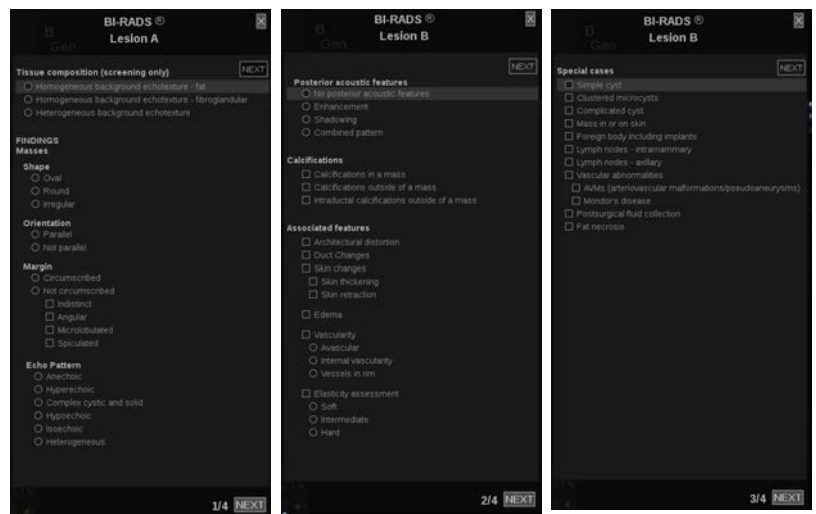 BI-RADS ®
X
Lesion A
NEXT
Tissue composition (screening only)
Homogeneous background echotexture - fat
Homogeneous background echotexture - fibroglandular
Heterogeneous background echotexture
FINDINGS
Masses
Shape
Oval
Round
Irregular
Orientation
Parallel
Not parallel
Margin
Circumscribed
Not circumscribed
Indistinct
Angular
Microlobulated
Spiculated
Echo Pattern
Anechoic
Hyperechoic
Complex cystic and solid
Hypoechoic
Isoechoic
Heterogeneous
1/4 NEXT
BI-RADS ®
X
Lesion B
NEXT
Posterior acoustic features
No posterior acoustic features
Enhancement
Shadowing
Combined pattern
Calcifications
Calcifications in a mass
Calcifications outside of a mass
Intraductal calcifications outside of a mass
Associated features
Architectural distortion
Duct Changes
Skin changes
Skin thickening
Skin retraction
Edema
Vascularity
Avascular
Internal vascularity
Vessels in rim
Elasticity assessment
Soft
Intermediate
Hard
2/4 NEXT
BI-RADS ®
X
Lesion B
NEXT
Special cases
Simple cyst
Clustered microcysts
Complicated cyst
Mass in or on skin
Foreign body including implants
Lymph nodes - intramammary
Lymph nodes - axillary
Vascular abnormalities
AVMs (arteriovascular malformations/pseudoaneurysms)
Mondor's disease
Postsurgical fluid collection
Fat necrosis
3/4 NEXT